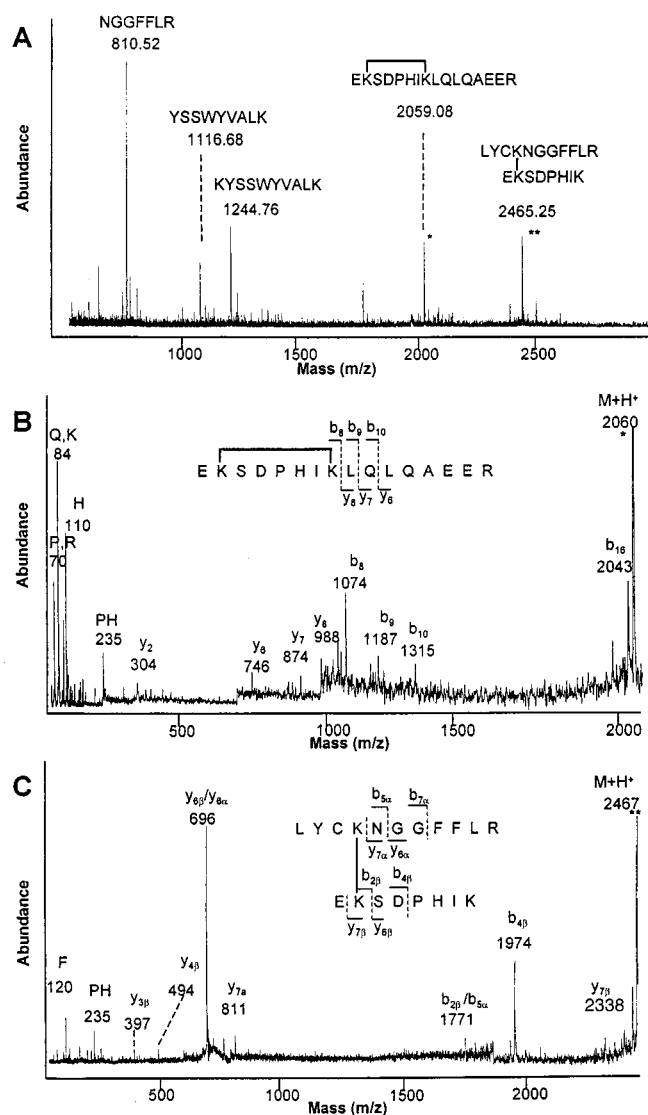 A
NGGFFLR
810.52
EKSDPHIKLQLQAEER
2059.08
YSSWYVALK
1116.68
LYCKNGGFFLR
EKSDPHIK
KYSSWYVALK
1244.76
2465.25
*
**
Abundance
1000 1500 2000 2500
Mass (m/z)
B
M+H+
2060
*
Q,K
84
b8 b9 b10
E K S D P H I K L Q L Q A E E R
y8 y7 y6
H
110
P,R
70
b8
1074
b16
2043
PH
235
y2
304
y6
746
y7
874
y8
988
b9
1187
b10
1315
Abundance
500 1000 1500 2000
Mass (m/z)
C
M+H+
2467
**
y6β/y6α
696
b5α b7α
L Y C K N G G F F L R
y7α y6α
b2β b4β
E K S D P H I K
y7β y6β
b4β
1974
F
120
PH
235
y3β
397
y4β
494
y7a
811
b2β/b5α
1771
y7β
2338
Abundance
500 1000 1500 2000
Mass (m/z)